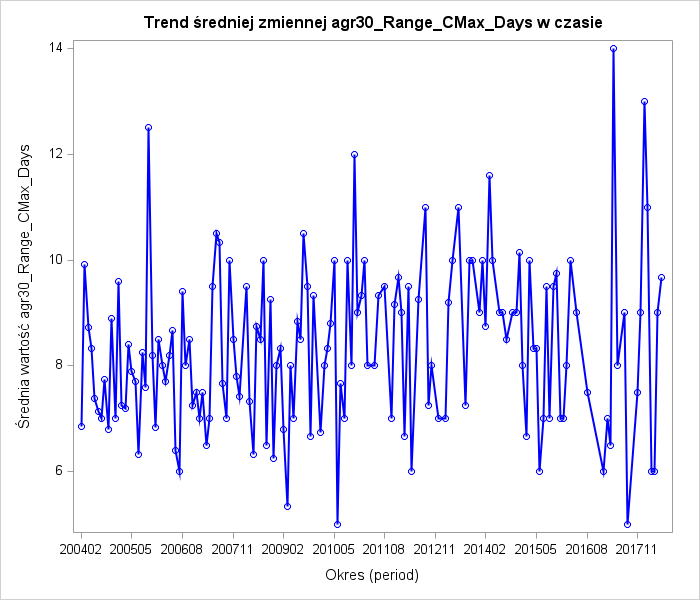 Trend średniej zmiennej agr30_Range_CMax_Days w czasie
Średnia wartość agr30_Range_CMax_Days
14
12
10
8
6
200402 200505 200608 200711 200902 201005 201108 201211 201402 201505 201608 201711
Okres (period)